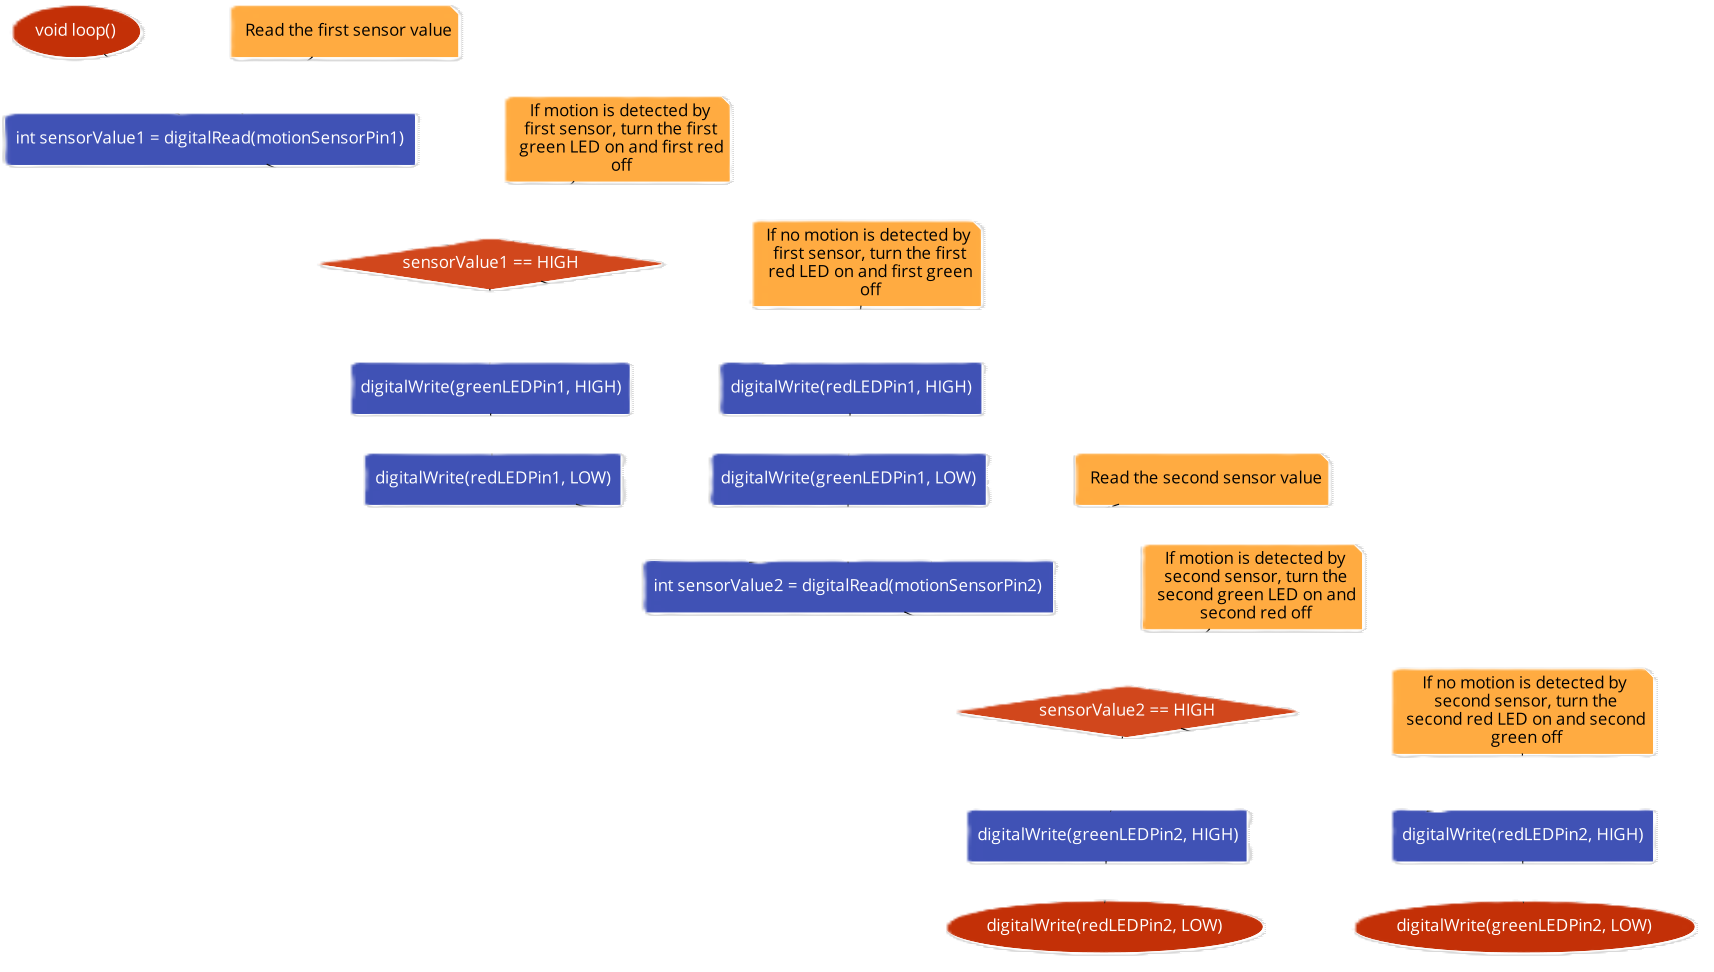 void loop()
Read the first sensor value
int sensorValue1 = digitalRead(motionSensorPin1)
If motion is detected by
first sensor, turn the first
green LED on and first red
off
sensorValue1 == HIGH
If no motion is detected by
first sensor, turn the first
red LED on and first green
off
digitalWrite(greenLEDPin1, HIGH)
digitalWrite(redLEDPin1, HIGH)
digitalWrite(redLEDPin1, LOW)
digitalWrite(greenLEDPin1, LOW)
Read the second sensor value
int sensorValue2 = digitalRead(motionSensorPin2)
If motion is detected by
second sensor, turn the
second green LED on and
second red off
sensorValue2 == HIGH
If no motion is detected by
second sensor, turn the
second red LED on and second
green off
digitalWrite(greenLEDPin2, HIGH)
digitalWrite(redLEDPin2, HIGH)
digitalWrite(redLEDPin2, LOW)
digitalWrite(greenLEDPin2, LOW)